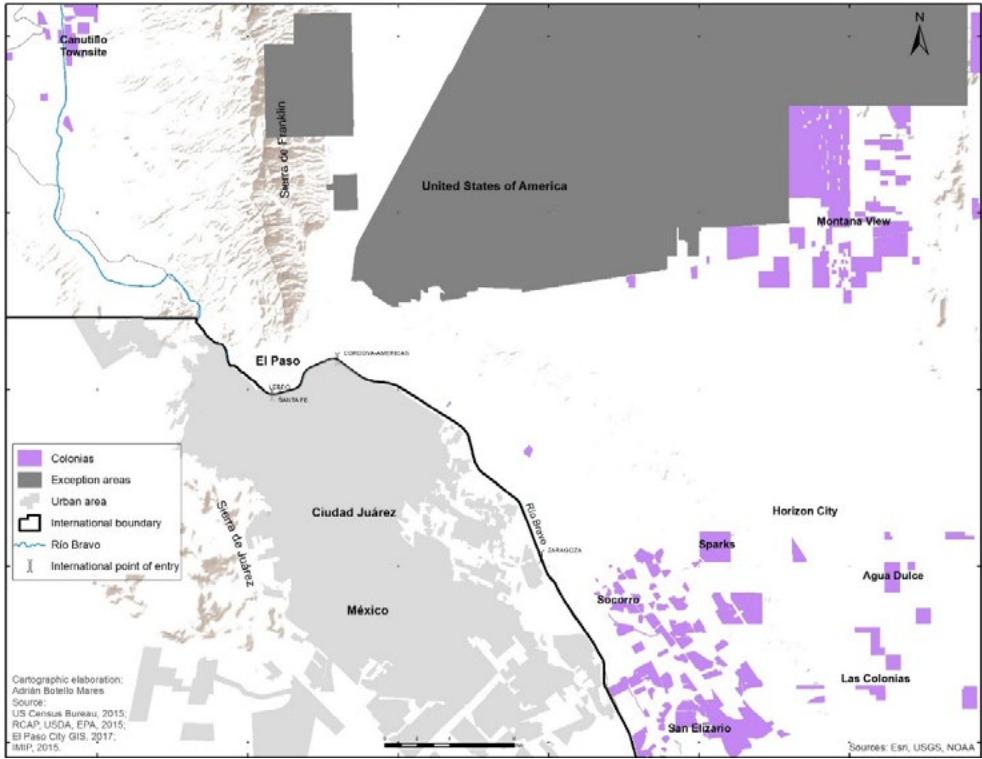 Canutillo
Townsite
N
Sierra de Franklin
United States of America
Montana View
El Paso
CORDOVA-AMERICAS
LERDO
SANTA FE
Colonias
Exception areas
Urban area
International boundary
Río Bravo
International point of entry
Ciudad Juárez
Sierra de Juárez
México
Río Bravo
ZARAGOZA
Horizon City
Sparks
Agua Dulce
Socorro
Las Colonias
San Elizario
Cartographic elaboration:
Adrián Botello Mares
Source:
US Census Bureau, 2015;
RCAP, USDA, EPA, 2015;
El Paso City GIS, 2017;
IMIP, 2015.
Sources: Esri, USGS, NOAA